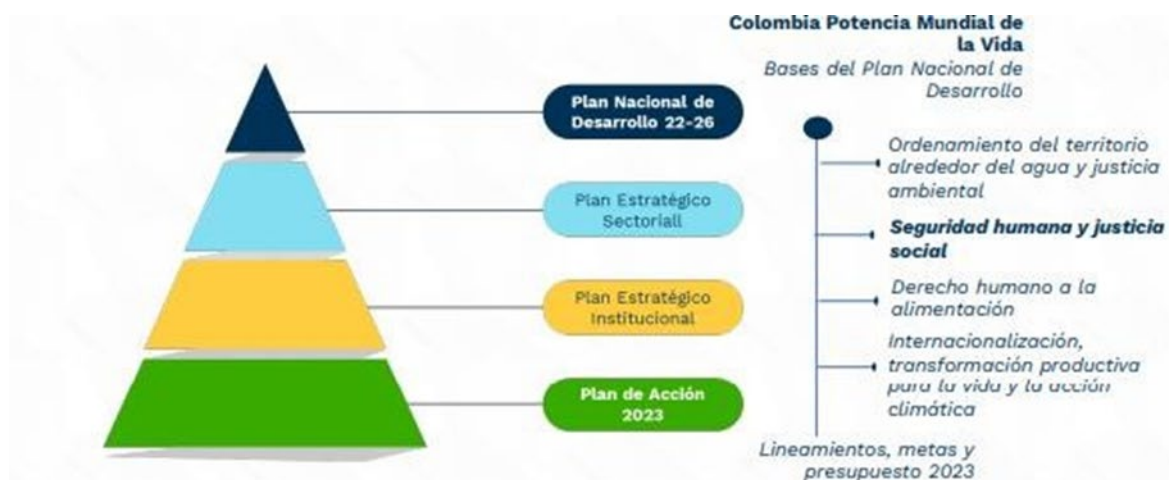 Plan Nacional de
Desarrollo 22-26
Plan Estratégico
Sectoriall
Plan Estratégico
Institucional
Plan de Acción
2023
Colombia Potencia Mundial de
la Vida
Bases del Plan Nacional de
Desarrollo
Ordenamiento del territorio
alrededor del agua y justicia
ambiental
Seguridad humana y justicia
social
Derecho humano a la
alimentación
Internacionalización,
transformación productiva
para la vida y la acción
climática
Lineamientos, metas y
presupuesto 2023